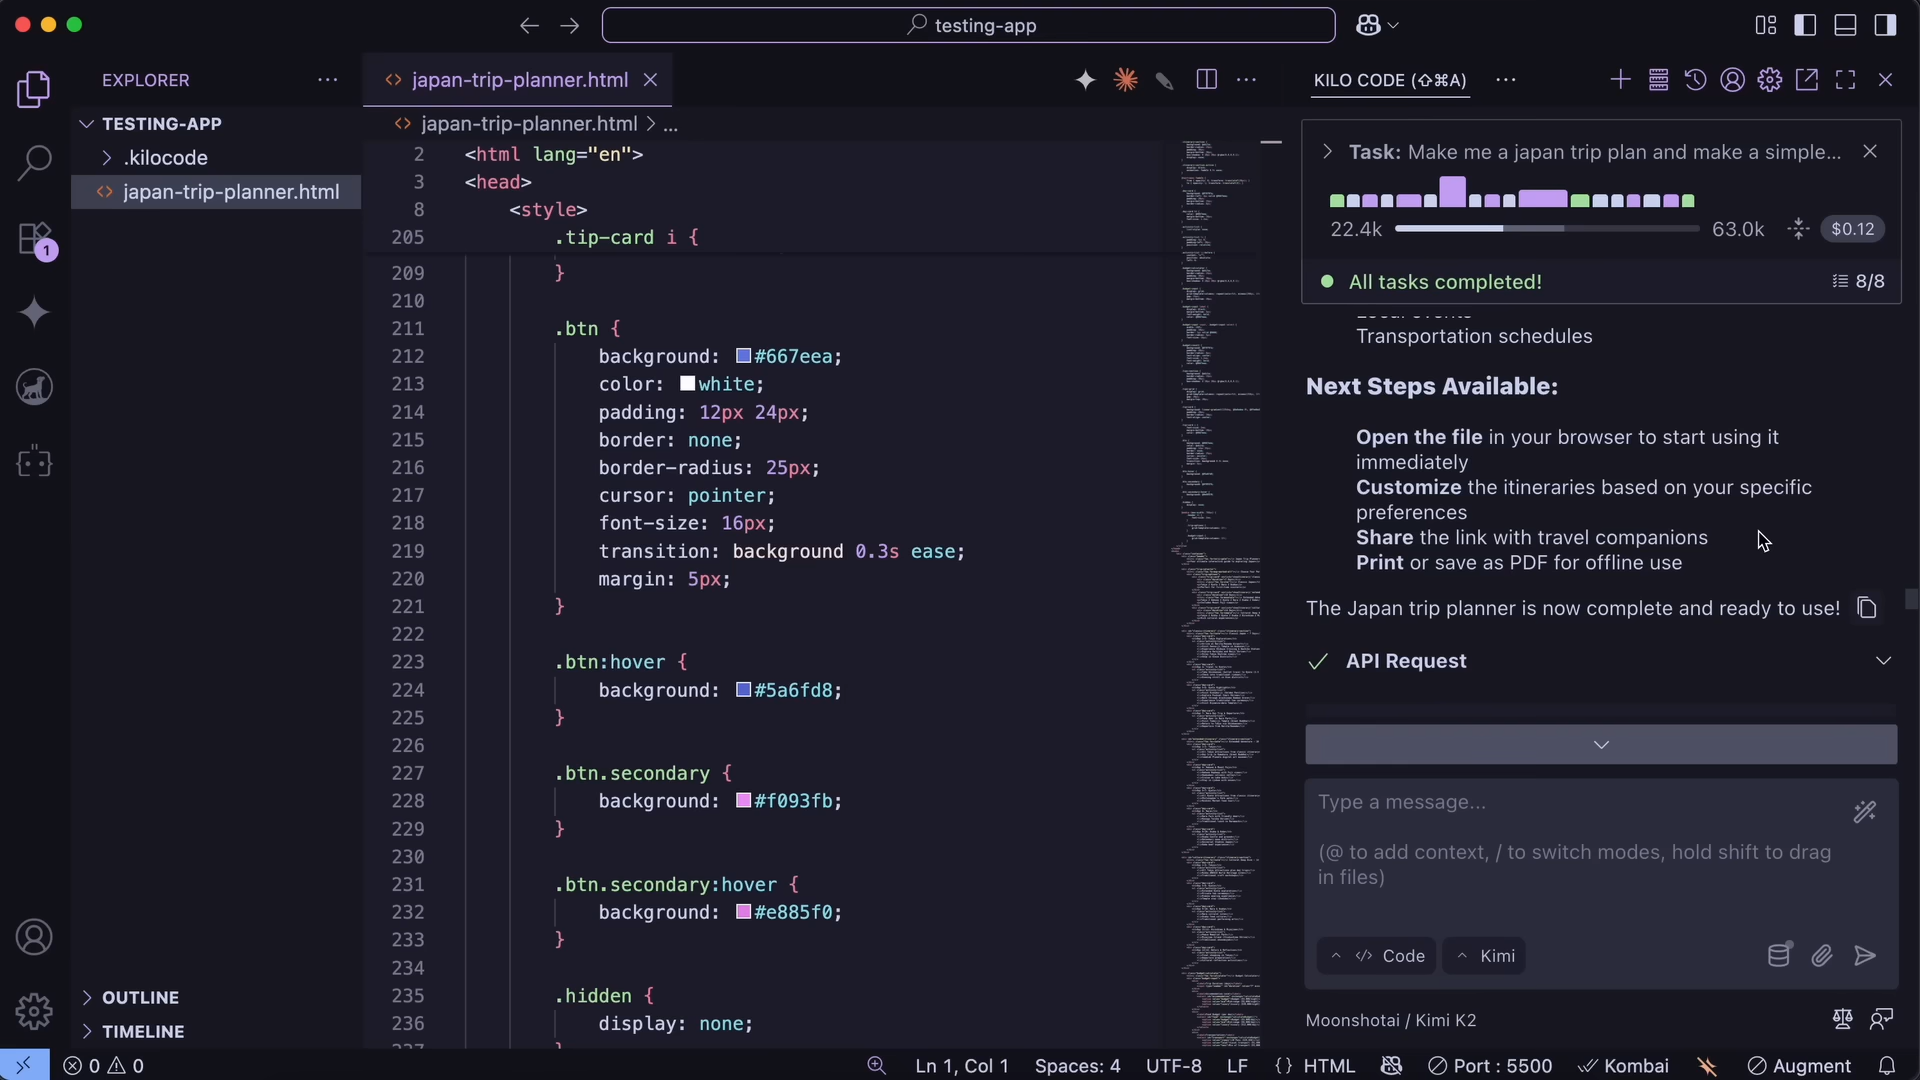 testing-app
EXPLORER
japan-trip-planner.html
KILO CODE (⇧⌘A)
TESTING-APP
.kilocode
japan-trip-planner.html
1
japan-trip-planner.html > ...
2 <html lang="en">
3 <head>
8 <style>
205 .tip-card i {
209 }
210
211 .btn {
212 background: #667eea;
213 color: white;
214 padding: 12px 24px;
215 border: none;
216 border-radius: 25px;
217 cursor: pointer;
218 font-size: 16px;
219 transition: background 0.3s ease;
220 margin: 5px;
221 }
222
223 .btn:hover {
224 background: #5a6fd8;
225 }
226
227 .btn.secondary {
228 background: #f093fb;
229 }
230
231 .btn.secondary:hover {
232 background: #e885f0;
233 }
234
235 .hidden {
236 display: none;
237 }
Task: Make me a japan trip plan and make a simple...
22.4k 63.0k $0.12
All tasks completed! 8/8
Local events
Transportation schedules
Next Steps Available:
Open the file in your browser to start using it
immediately
Customize the itineraries based on your specific
preferences
Share the link with travel companions
Print or save as PDF for offline use
The Japan trip planner is now complete and ready to use!
API Request
Type a message...
(@ to add context, / to switch modes, hold shift to drag
in files)
</> Code
Kimi
Moonshotai / Kimi K2
OUTLINE
TIMELINE
0 0
Ln 1, Col 1
Spaces: 4
UTF-8
LF
{} HTML
Port : 5500
Kombai
Augment